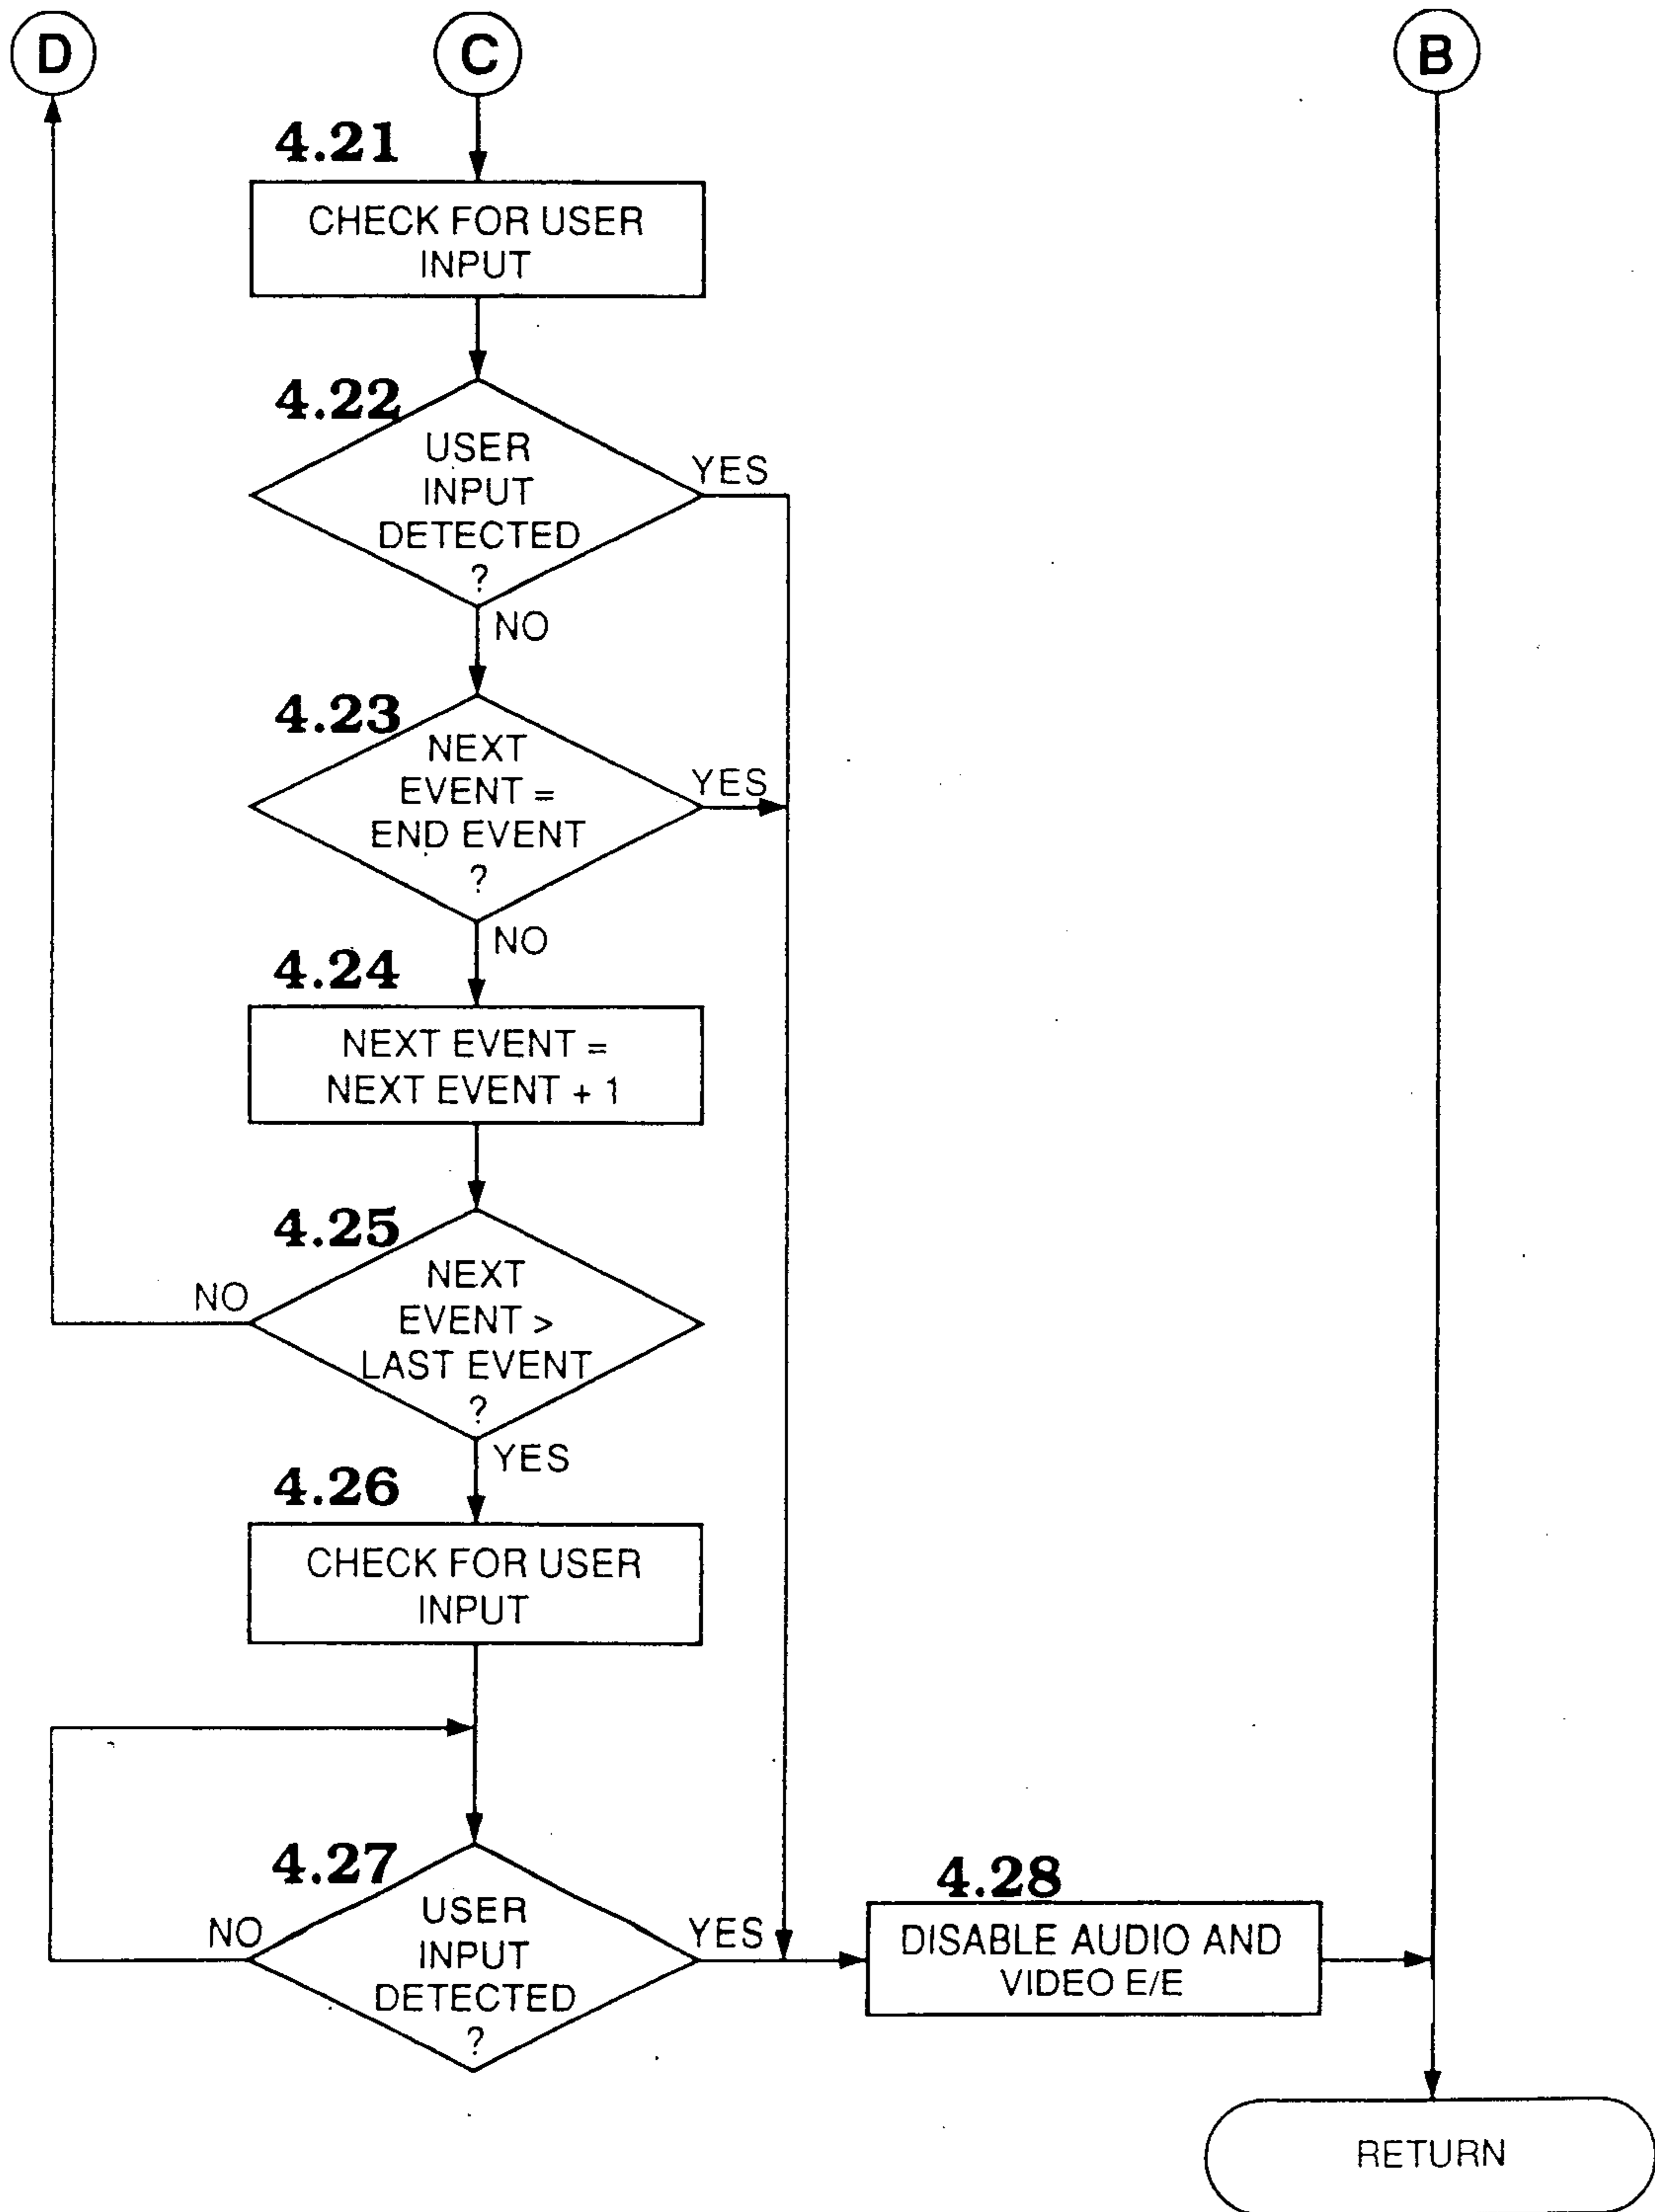 D
C
B
4.21
CHECK FOR USER
INPUT
4.22
USER
INPUT
DETECTED
?
YES
NO
4.23
NEXT
EVENT =
END EVENT
?
YES
NO
4.24
NEXT EVENT =
NEXT EVENT + 1
4.25
NEXT
EVENT >
LAST EVENT
?
NO
YES
4.26
CHECK FOR USER
INPUT
4.27
USER
INPUT
DETECTED
?
NO
YES
4.28
DISABLE AUDIO AND
VIDEO E/E
RETURN